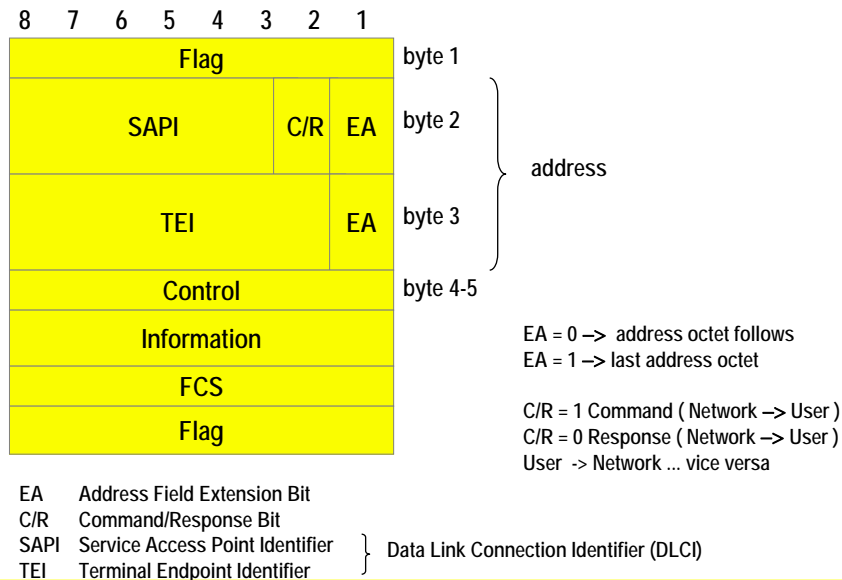 8 7 6 5 4 3 2 1
Flag byte 1
SAPI C/R EA byte 2
address
TEI EA byte 3
Control byte 4-5
Information
FCS
Flag
EA = 0 –> address octet follows
EA = 1 –> last address octet
C/R = 1 Command ( Network –> User )
C/R = 0 Response ( Network –> User )
User -> Network ... vice versa
EA Address Field Extension Bit
C/R Command/Response Bit
SAPI Service Access Point Identifier
TEI Terminal Endpoint Identifier
Data Link Connection Identifier (DLCI)